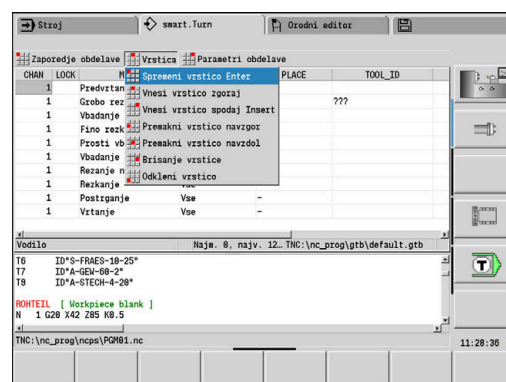 Stroj smart.Turn Orodni editor
Zaporedje obdelave Vrstica Parametri obdelave
CHAN LOCK M PLACE TOOL_ID
Spremeni vrstico Enter
Vnesi vrstico zgoraj
Vnesi vrstico spodaj Insert
Premakni vrstico navzgor
Premakni vrstico navzdol
Brisanje vrstice
Odkleni vrstico
1 Predvrtan
1 Grobo rez ???
1 Vbadanje
1 Fino rezk
1 Prosti vb
1 Vbadanje
1 Rezanje n
1 Rezkanje Vse
1 Postrganje Vse –
1 Vrtanje Vse –
Vodilo Najm. 0, najv. 12… TNC:\nc_prog\gtb\default.gtb
T6 ID"S-FRAES-10-25"
T7 ID"A-GEW-60-2"
T9 ID"A-STECH-4-20"
ROHTEIL [ Workpiece blank ]
N 1 G20 X42 Z85 K0.5
TNC:\nc_prog\ncps\PGM01.nc
T
11:28:36